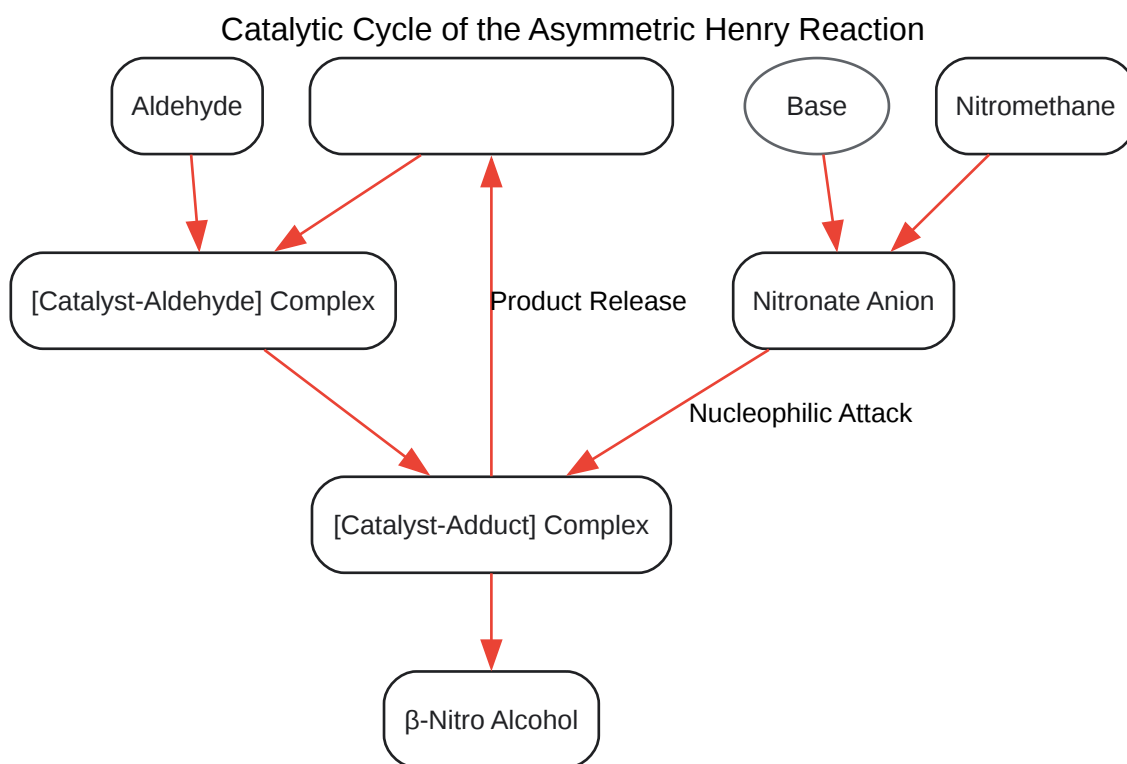 Catalytic Cycle of the Asymmetric Henry Reaction
Aldehyde
Base
Nitromethane
[Catalyst-Aldehyde] Complex
Product Release
Nitronate Anion
Nucleophilic Attack
[Catalyst-Adduct] Complex
β-Nitro Alcohol